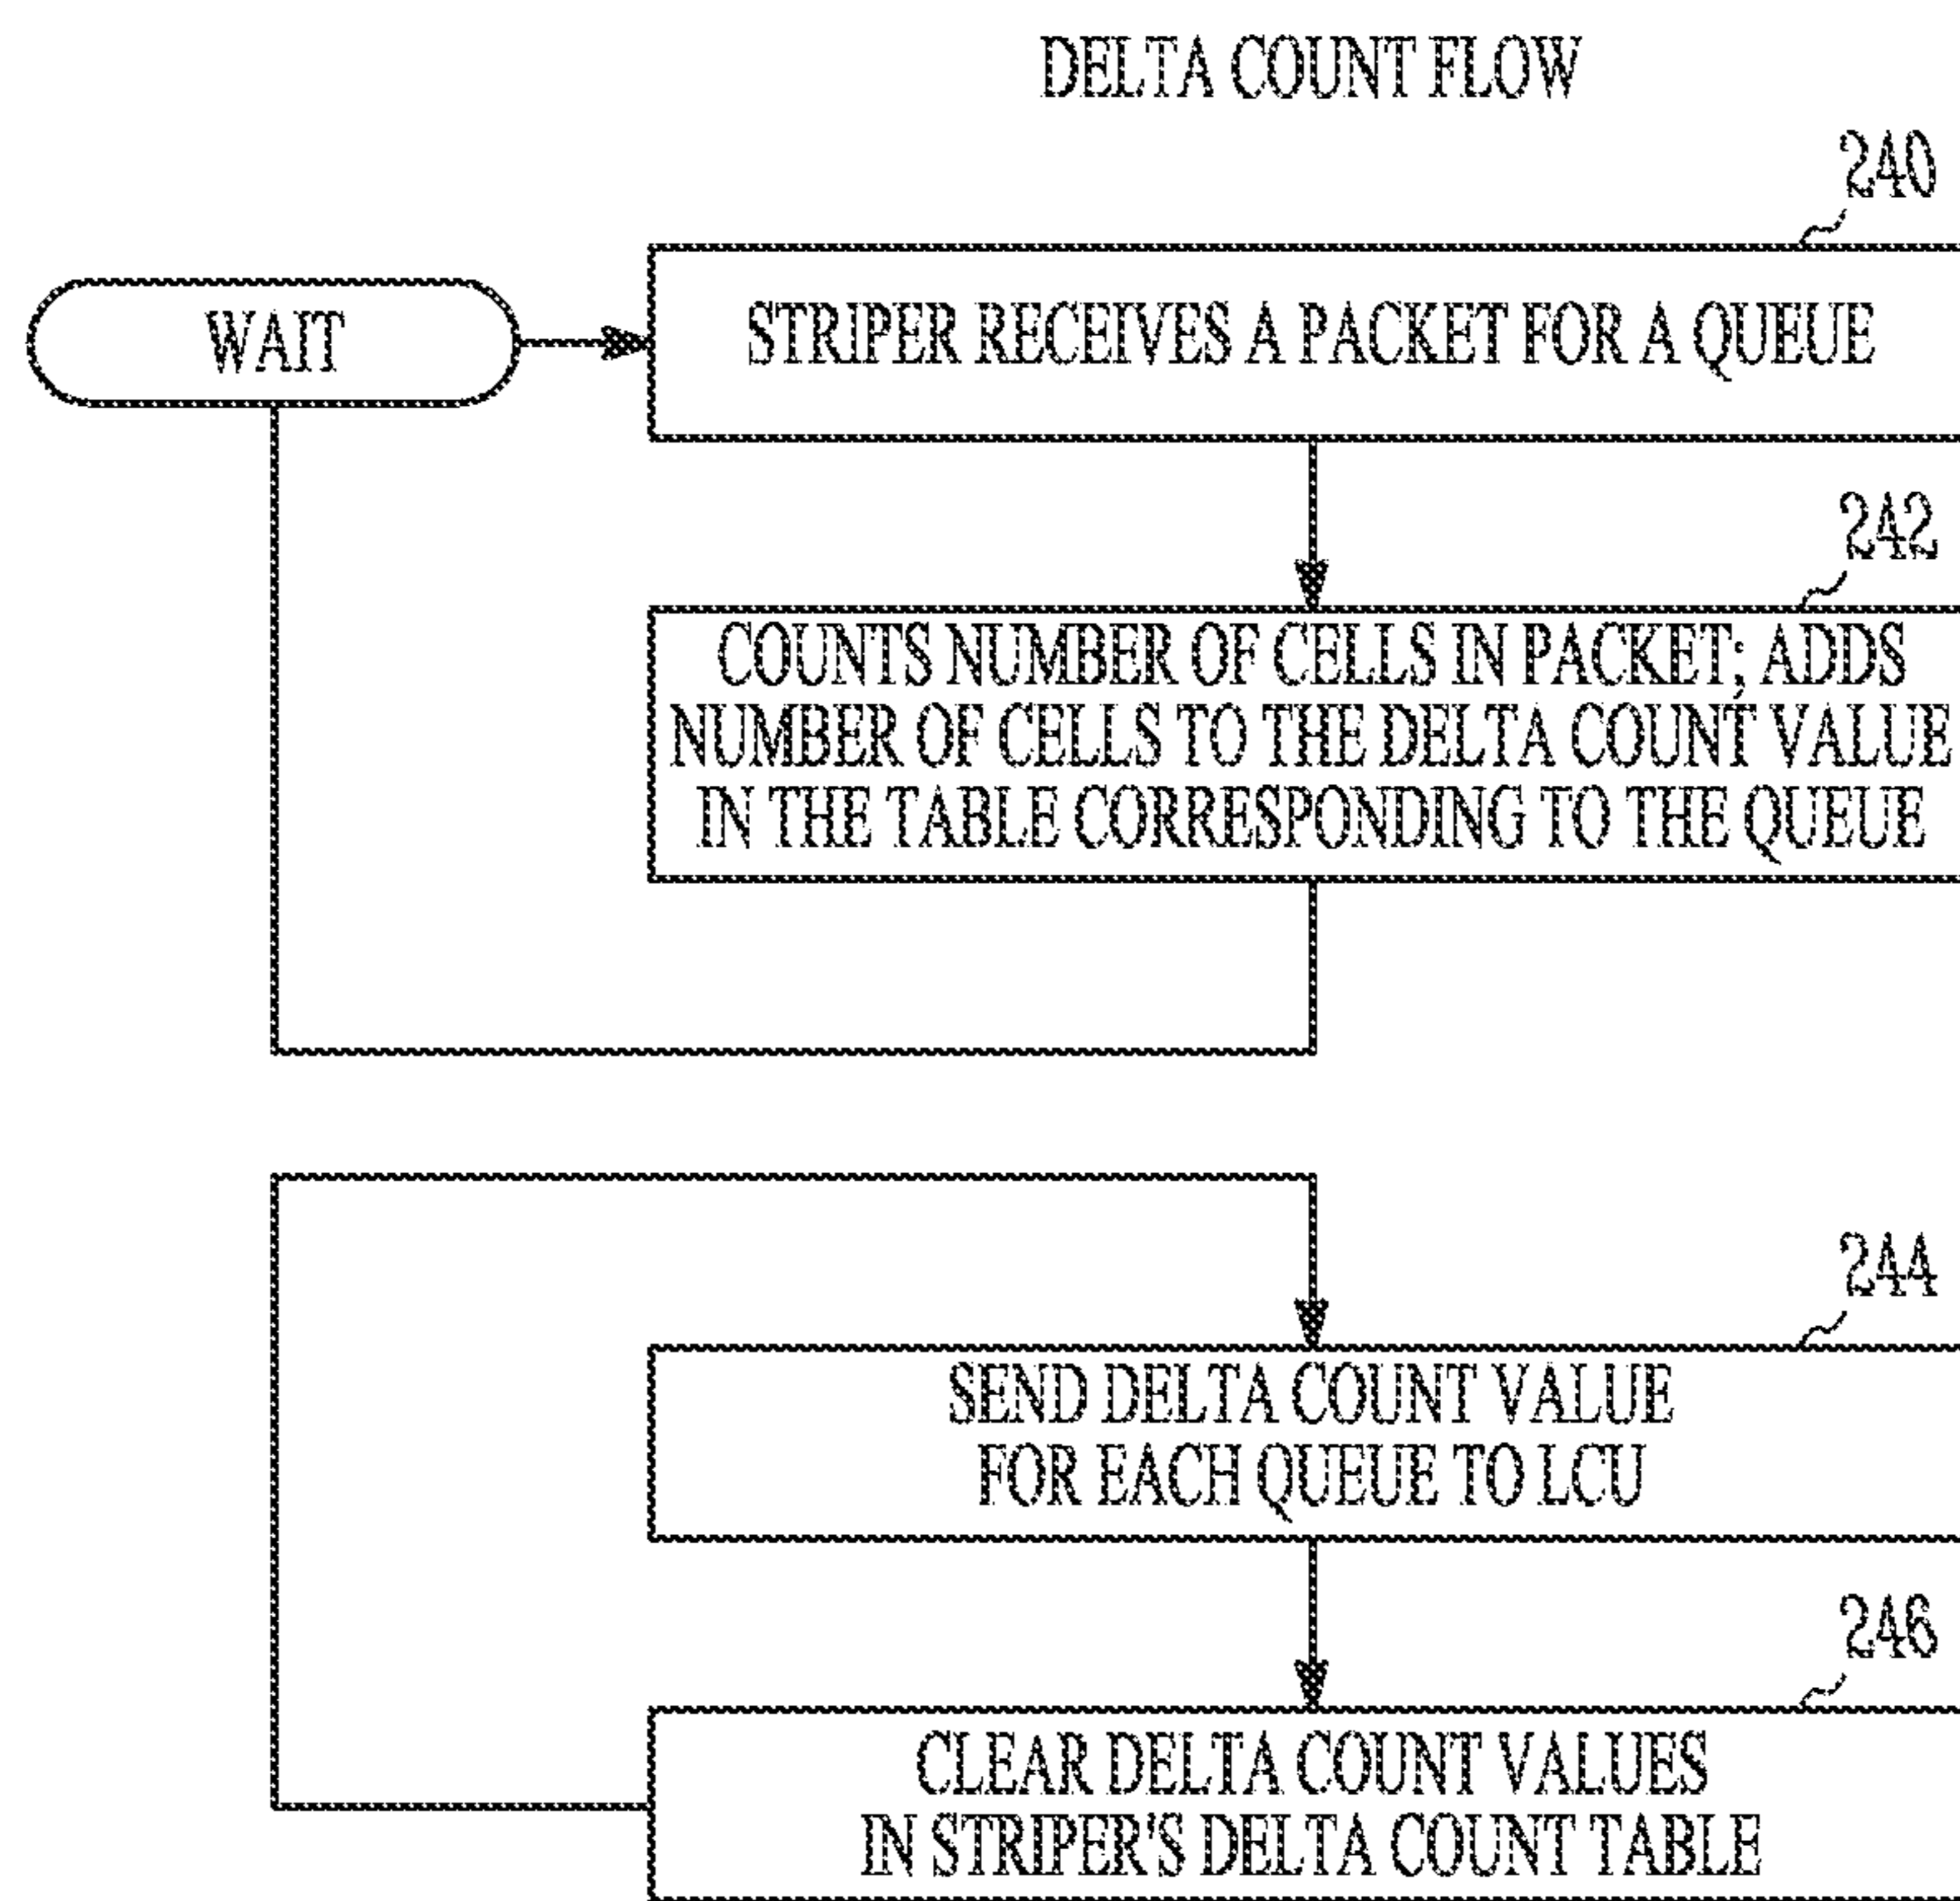 DELTA COUNT FLOW
240
WAIT
STRIPER RECEIVES A PACKET FOR A QUEUE
242
COUNTS NUMBER OF CELLS IN PACKET; ADDS
NUMBER OF CELLS TO THE DELTA COUNT VALUE
IN THE TABLE CORRESPONDING TO THE QUEUE
244
SEND DELTA COUNT VALUE
FOR EACH QUEUE TO LCU
246
CLEAR DELTA COUNT VALUES
IN STRIPER'S DELTA COUNT TABLE